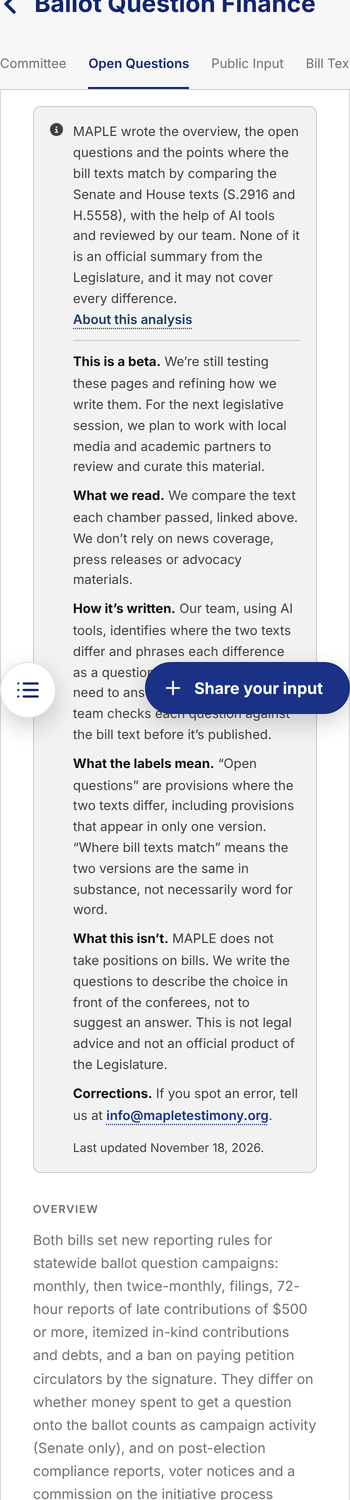 Ballot Question Finance
Committee Open Questions Public Input Bill Tex
MAPLE wrote the overview, the open
questions and the points where the
bill texts match by comparing the
Senate and House texts (S.2916 and
H.5558), with the help of AI tools
and reviewed by our team. None of it
is an official summary from the
Legislature, and it may not cover
every difference.
About this analysis
This is a beta. We’re still testing
these pages and refining how we
write them. For the next legislative
session, we plan to work with local
media and academic partners to
review and curate this material.
What we read. We compare the text
each chamber passed, linked above.
We don’t rely on news coverage,
press releases or advocacy
materials.
How it’s written. Our team, using AI
tools, identifies where the two texts
differ and phrases each difference
as a question
need to ans
Share your input
team checks each question against
the bill text before it’s published.
What the labels mean. “Open
questions” are provisions where the
two texts differ, including provisions
that appear in only one version.
“Where bill texts match” means the
two versions are the same in
substance, not necessarily word for
word.
What this isn’t. MAPLE does not
take positions on bills. We write the
questions to describe the choice in
front of the conferees, not to
suggest an answer. This is not legal
advice and not an official product of
the Legislature.
Corrections. If you spot an error, tell
us at info@mapletestimony.org.
Last updated November 18, 2026.
OVERVIEW
Both bills set new reporting rules for
statewide ballot question campaigns:
monthly, then twice-monthly, filings, 72-
hour reports of late contributions of $500
or more, itemized in-kind contributions
and debts, and a ban on paying petition
circulators by the signature. They differ on
whether money spent to get a question
onto the ballot counts as campaign activity
(Senate only), and on post-election
compliance reports, voter notices and a
commission on the initiative process